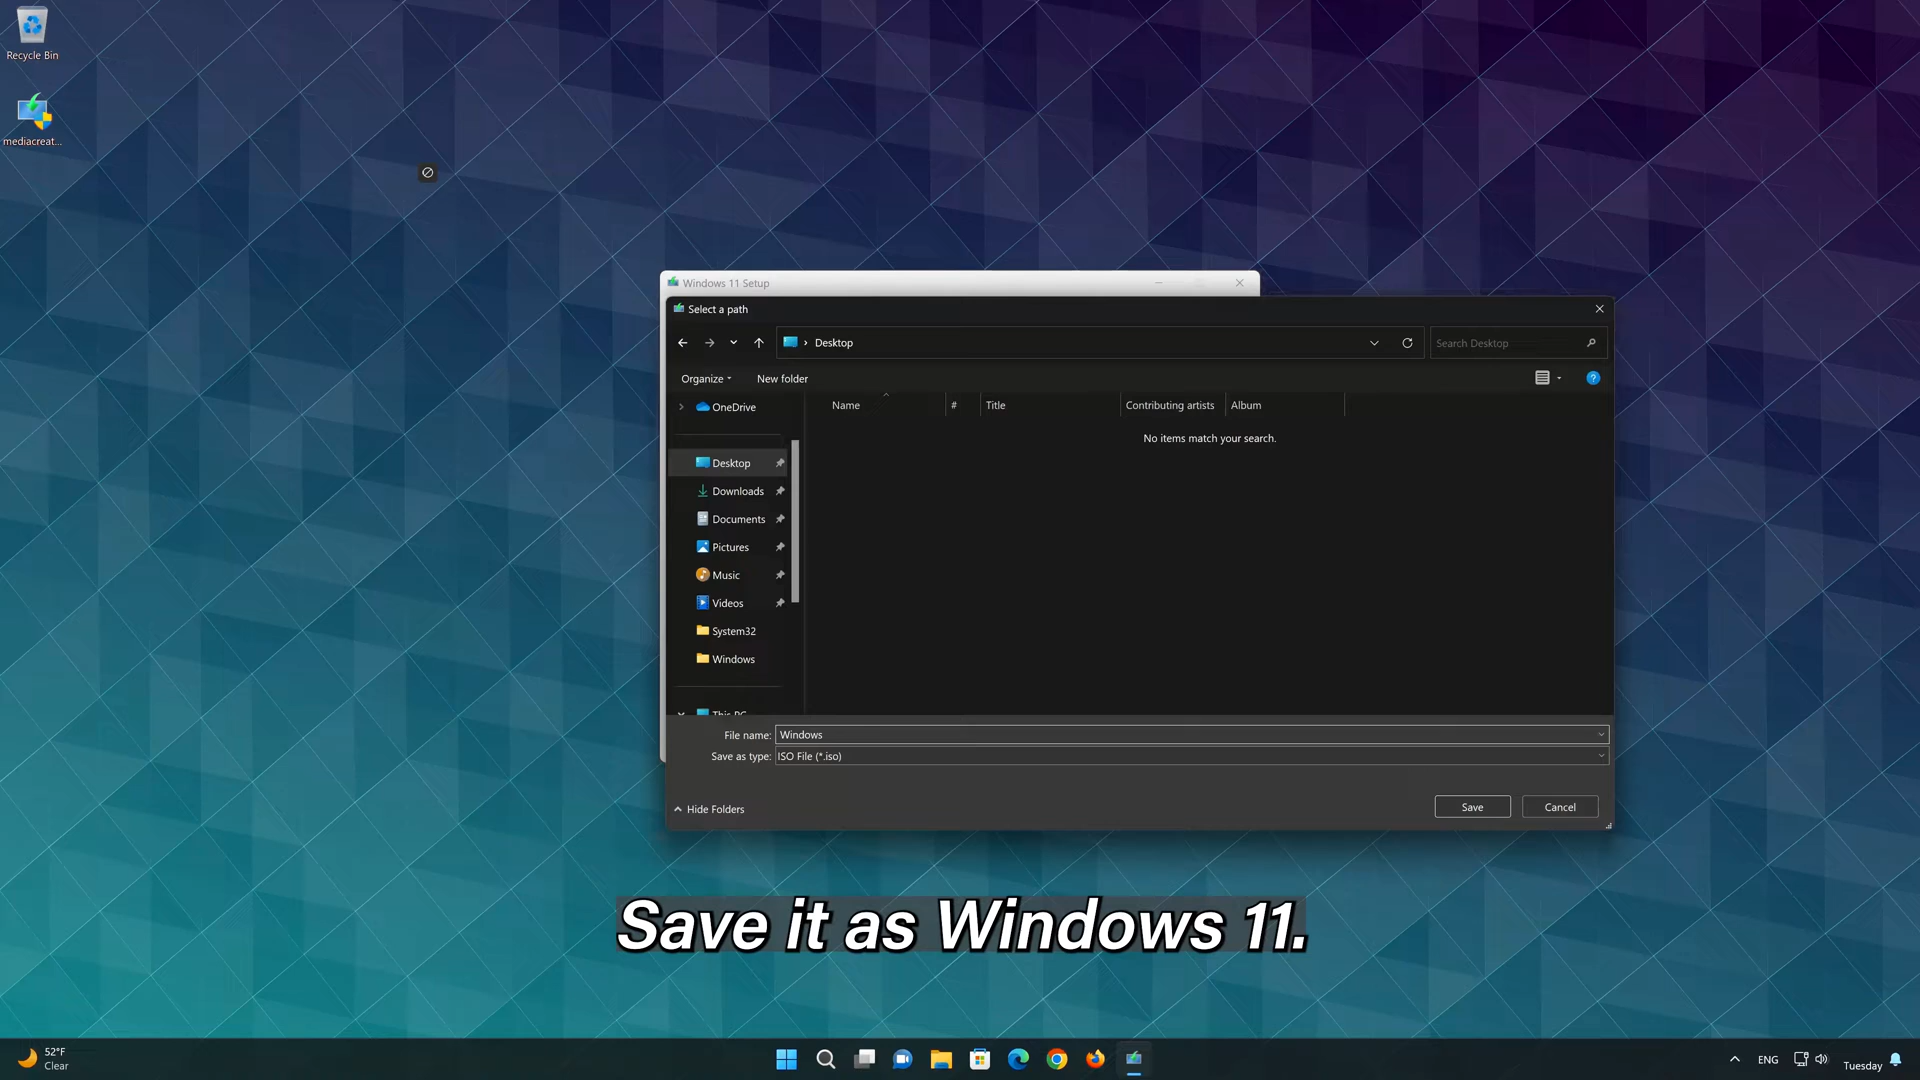 Recycle Bin
mediacreat...
Windows 11 Setup
Select a path
Desktop
Search Desktop
Organize
New folder
?
OneDrive
Name
#
Title
Contributing artists
Album
No items match your search.
Desktop
Downloads
Documents
Pictures
Music
Videos
System32
Windows
This PC
File name: Windows
Save as type: ISO File (*.iso)
Hide Folders
Save
Cancel
Save it as Windows 11.
52°F
Clear
ENG
Tuesday